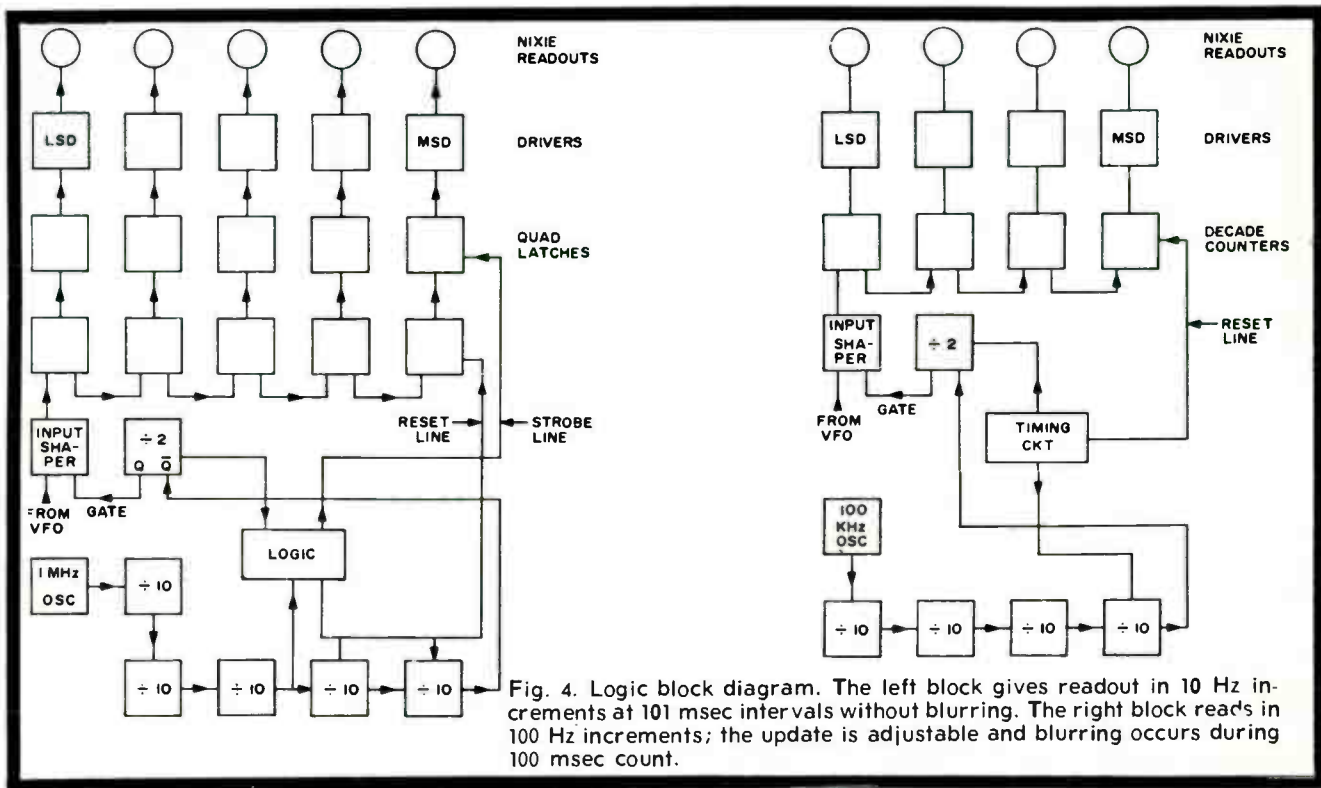 NIXIE
READOUTS
LSD
MSD
DRIVERS
QUAD
LATCHES
RESET
LINE
STROBE
LINE
INPUT
SHA-
PER
÷ 2
Q Q̅
FROM
VFO
GATE
LOGIC
1 MHz
OSC
÷ 10
÷ 10
÷ 10
÷ 10
÷ 10
NIXIE
READOUTS
LSD
MSD
DRIVERS
DECADE
COUNTERS
RESET
LINE
INPUT
SHA-
PER
÷ 2
FROM
VFO
GATE
TIMING
CKT
100
KHz
OSC
÷ 10
÷ 10
÷ 10
÷ 10
Fig. 4. Logic block diagram. The left block gives readout in 10 Hz in-
crements at 101 msec intervals without blurring. The right block reads in
100 Hz increments; the update is adjustable and blurring occurs during
100 msec count.